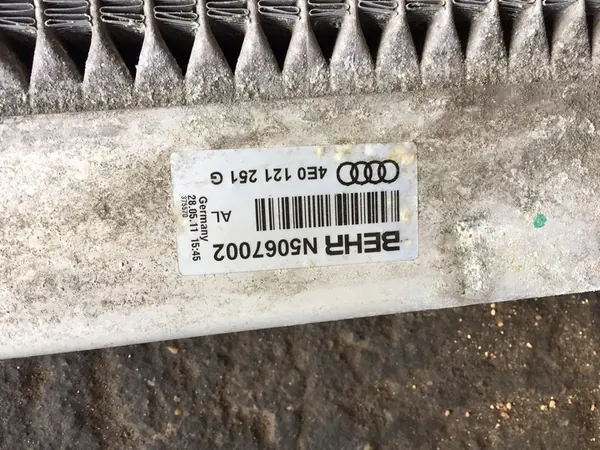 BEHR N5067002
AL
4E0 121 251 G
Germany
28.05.11 15:45